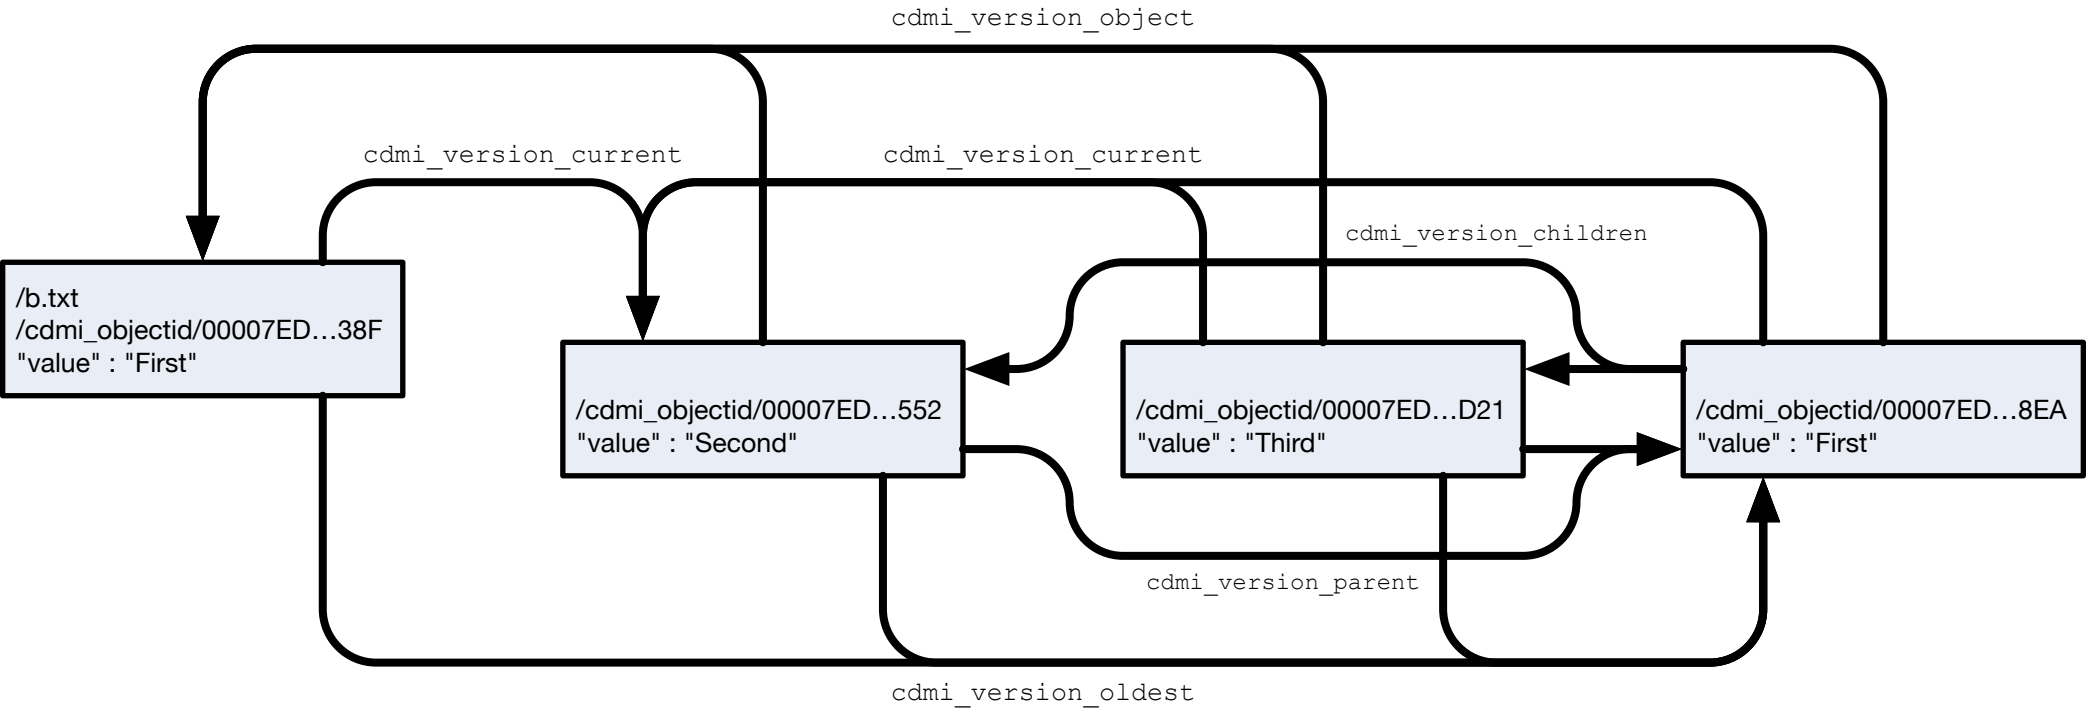 cdmi_version_object
cdmi_version_current
cdmi_version_current
cdmi_version_children
/b.txt
/cdmi_objectid/00007ED...38F
"value" : "First"
/cdmi_objectid/00007ED...552
"value" : "Second"
/cdmi_objectid/00007ED...D21
"value" : "Third"
/cdmi_objectid/00007ED...8EA
"value" : "First"
cdmi_version_parent
cdmi_version_oldest